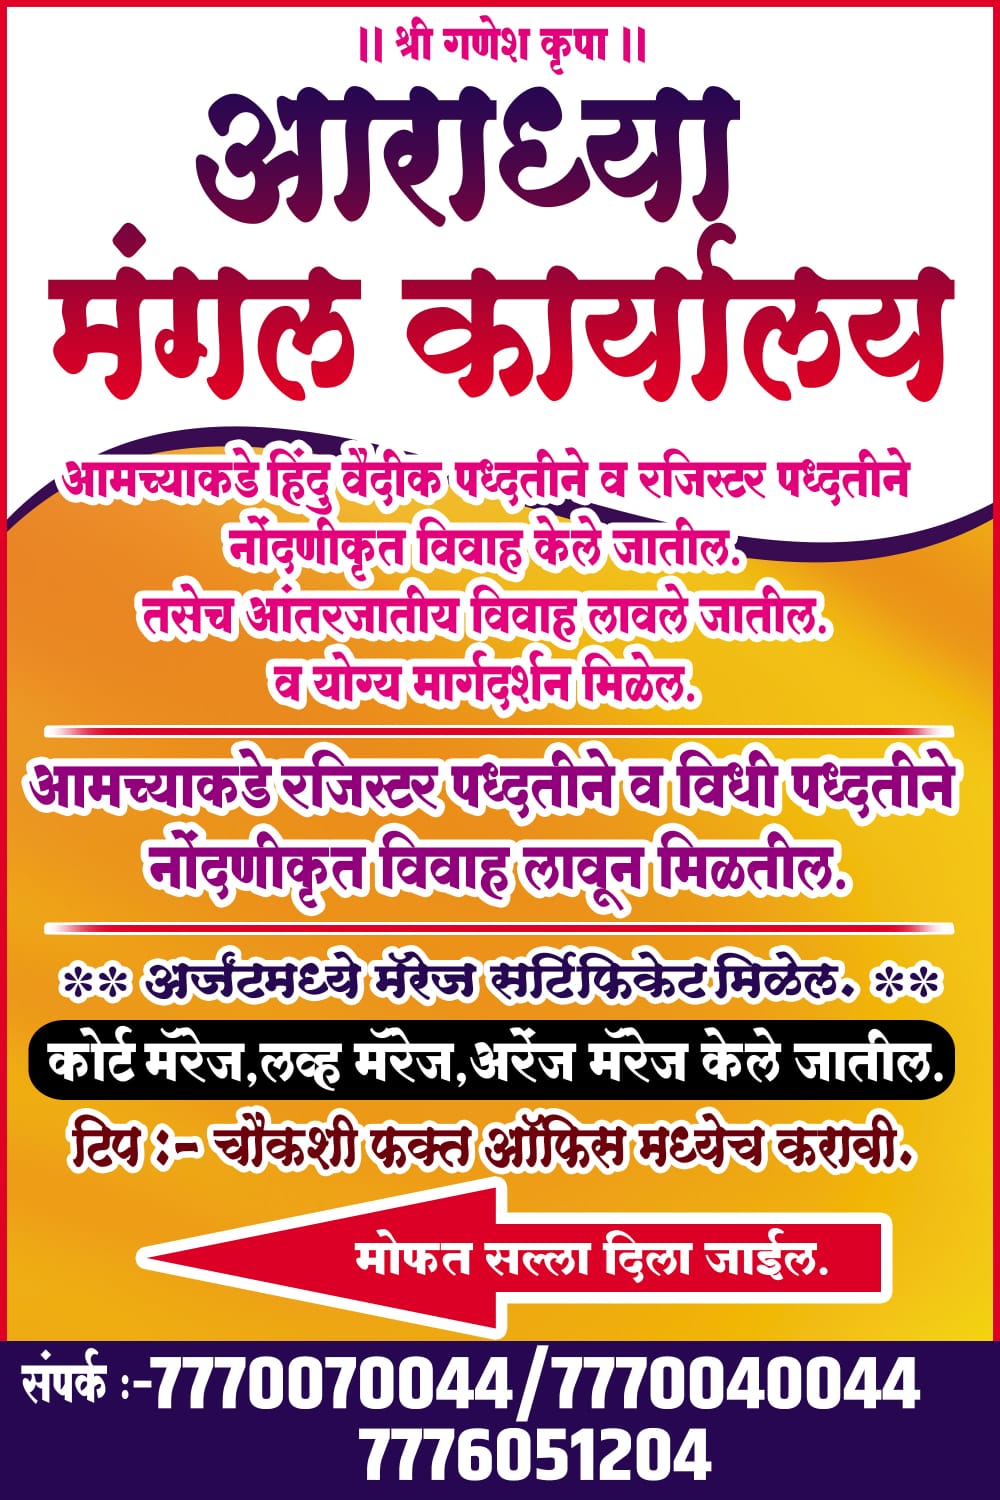 ।। श्री गणेश कृपा ।।
आराध्या
मंगल कार्यालय
आमच्याकडे हिंदु वैदीक पध्दतीने व रजिस्टर पध्दतीने
नोंदणीकृत विवाह केले जातील.
तसेच आंतरजातीय विवाह लावले जातील.
व योग्य मार्गदर्शन मिळेल.
आमच्याकडे रजिस्टर पध्दतीने व विधी पध्दतीने
नोंदणीकृत विवाह लावून मिळतील.
** अर्जंटमध्ये मॅरेज सर्टिफिकेट मिळेल. **
कोर्ट मॅरेज,लव्ह मॅरेज,अरेंज मॅरेज केले जातील.
टिप :- चौकशी फक्त ऑफिस मध्येच करावी.
मोफत सल्ला दिला जाईल.
संपर्क :-7770070044/7770040044
7776051204